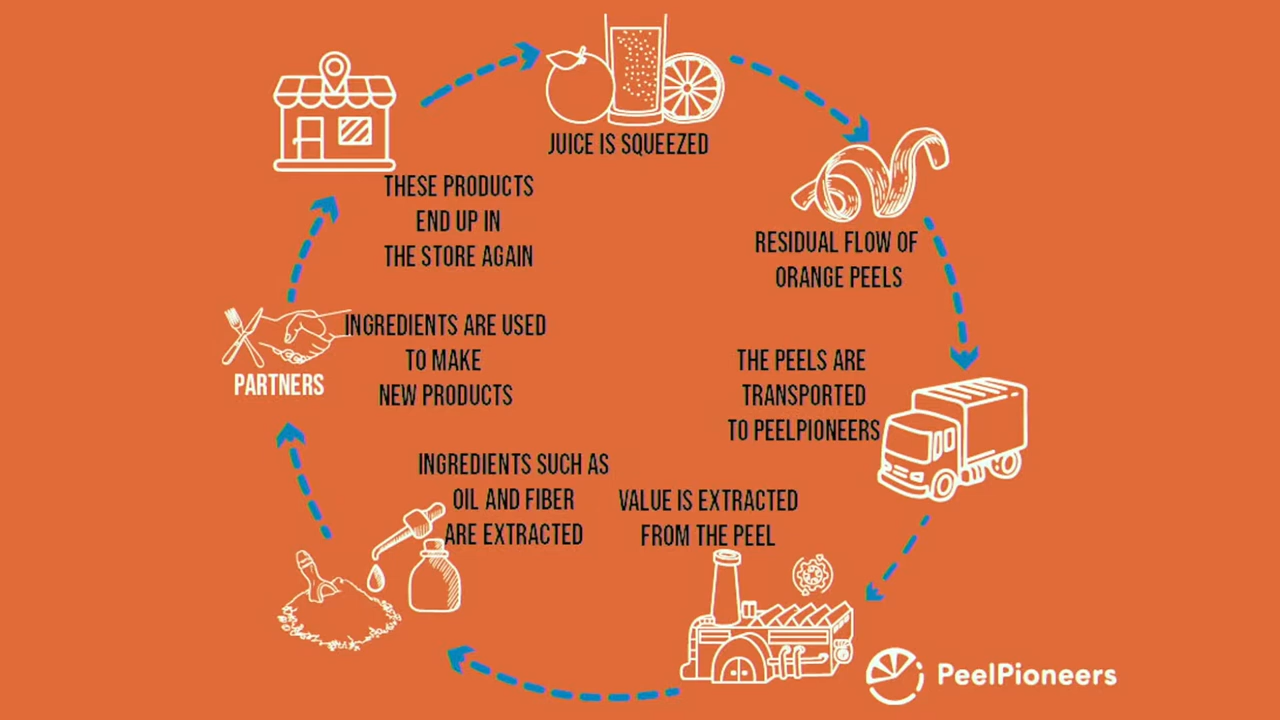 JUICE IS SQUEEZED
RESIDUAL FLOW OF
ORANGE PEELS
THE PEELS ARE
TRANSPORTED
TO PEELPIONEERS
VALUE IS EXTRACTED
FROM THE PEEL
INGREDIENTS SUCH AS
OIL AND FIBER
ARE EXTRACTED
PARTNERS
INGREDIENTS ARE USED
TO MAKE
NEW PRODUCTS
THESE PRODUCTS
END UP IN
THE STORE AGAIN
PeelPioneers